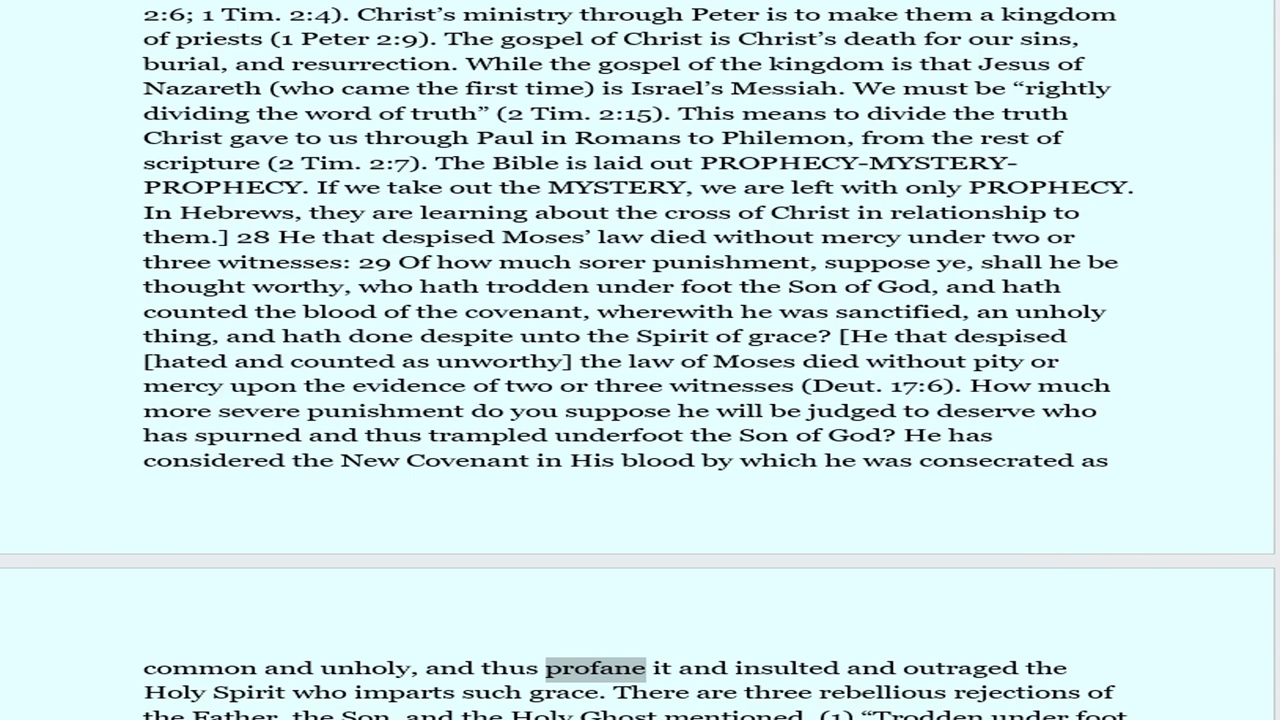 2:6; 1 Tim. 2:4). Christ’s ministry through Peter is to make them a kingdom
of priests (1 Peter 2:9). The gospel of Christ is Christ’s death for our sins,
burial, and resurrection. While the gospel of the kingdom is that Jesus of
Nazareth (who came the first time) is Israel’s Messiah. We must be “rightly
dividing the word of truth” (2 Tim. 2:15). This means to divide the truth
Christ gave to us through Paul in Romans to Philemon, from the rest of
scripture (2 Tim. 2:7). The Bible is laid out PROPHECY-MYSTERY-
PROPHECY. If we take out the MYSTERY, we are left with only PROPHECY.
In Hebrews, they are learning about the cross of Christ in relationship to
them.] 28 He that despised Moses’ law died without mercy under two or
three witnesses: 29 Of how much sorer punishment, suppose ye, shall he be
thought worthy, who hath trodden under foot the Son of God, and hath
counted the blood of the covenant, wherewith he was sanctified, an unholy
thing, and hath done despite unto the Spirit of grace? [He that despised
[hated and counted as unworthy] the law of Moses died without pity or
mercy upon the evidence of two or three witnesses (Deut. 17:6). How much
more severe punishment do you suppose he will be judged to deserve who
has spurned and thus trampled underfoot the Son of God? He has
considered the New Covenant in His blood by which he was consecrated as
common and unholy, and thus profane it and insulted and outraged the
Holy Spirit who imparts such grace. There are three rebellious rejections of
the Father, the Son, and the Holy Ghost mentioned. (1) “Trodden under foot